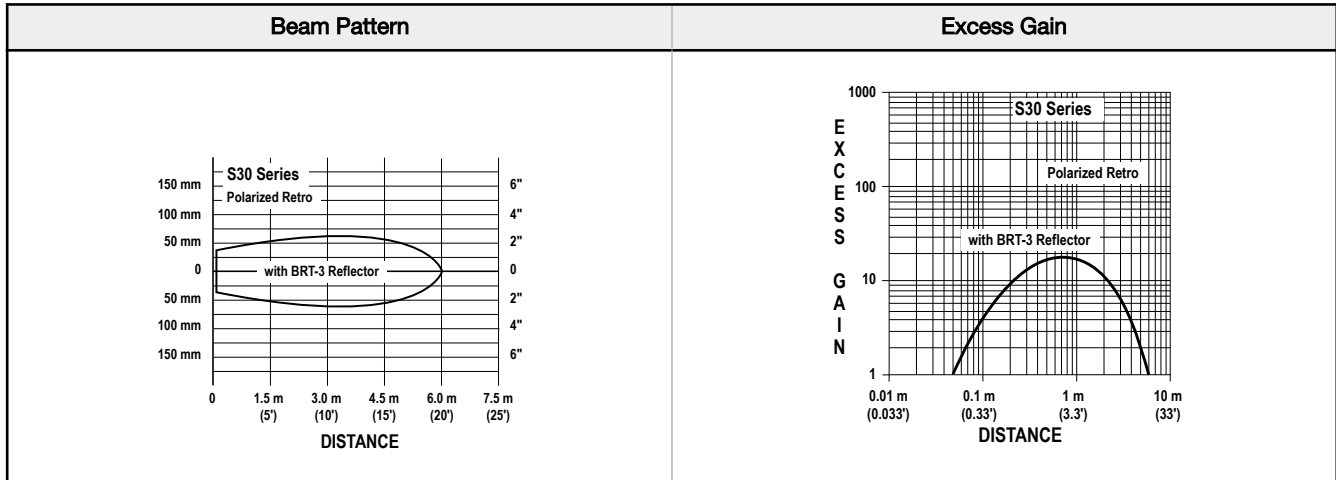 Beam Pattern
Excess Gain
S30 Series
Polarized Retro
with BRT-3 Reflector
150 mm
100 mm
50 mm
0
50 mm
100 mm
150 mm
6"
4"
2"
0
2"
4"
6"
0 1.5 m 3.0 m 4.5 m 6.0 m 7.5 m
(5') (10') (15') (20') (25')
DISTANCE
EXCESS GAIN
1000
100
10
1
S30 Series
Polarized Retro
with BRT-3 Reflector
0.01 m 0.1 m 1 m 10 m
(0.033') (0.33') (3.3') (33')
DISTANCE